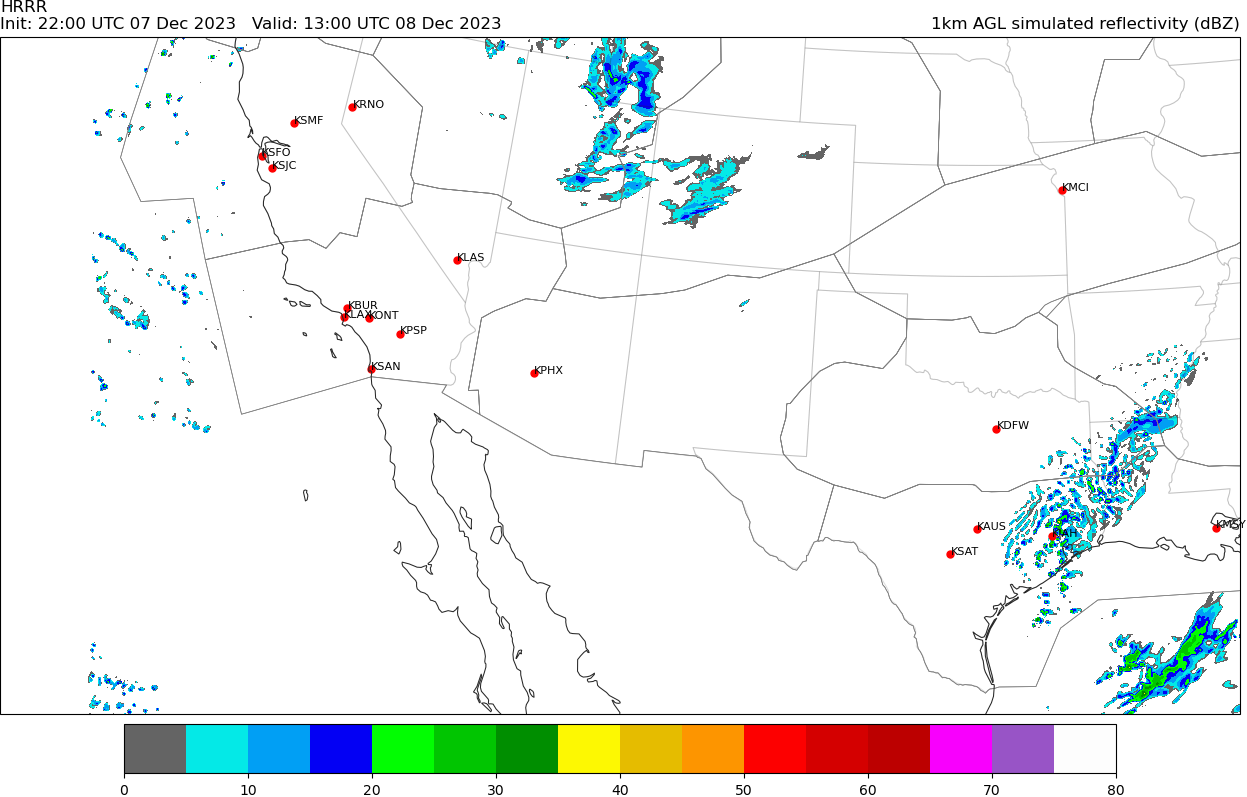 HRRR
Init: 22:00 UTC 07 Dec 2023   Valid: 13:00 UTC 08 Dec 2023
1km AGL simulated reflectivity (dBZ)
KRNO
KSMF
KSFO
KSJC
KMCI
KLAS
KBUR
KLAX
KONT
KPSP
KSAN
KPHX
KDFW
KAUS
KIAH
KSAT
KMSY
0 10 20 30 40 50 60 70 80